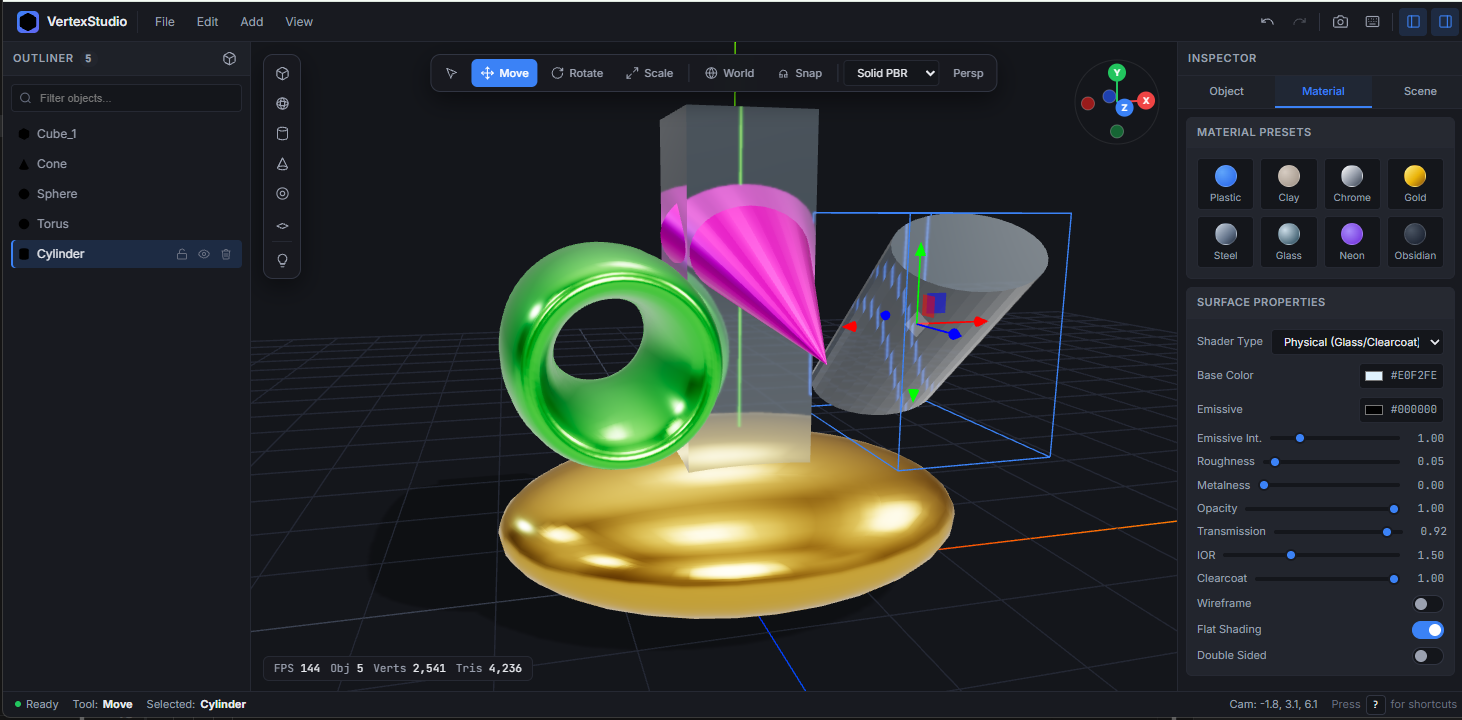 VertexStudio File Edit Add View
OUTLINER 5
Filter objects...
Cube_1
Cone
Sphere
Torus
Cylinder
Move Rotate Scale World Snap Solid PBR Persp
Y
X
Z
INSPECTOR
Object Material Scene
MATERIAL PRESETS
Plastic Clay Chrome Gold
Steel Glass Neon Obsidian
SURFACE PROPERTIES
Shader Type Physical (Glass/Clearcoat)
Base Color #E0F2FE
Emissive #000000
Emissive Int. 1.00
Roughness 0.05
Metalness 0.00
Opacity 1.00
Transmission 0.92
IOR 1.50
Clearcoat 1.00
Wireframe
Flat Shading
Double Sided
FPS 144 Obj 5 Verts 2,541 Tris 4,236
Ready Tool: Move Selected: Cylinder
Cam: -1.8, 3.1, 6.1 Press ? for shortcuts